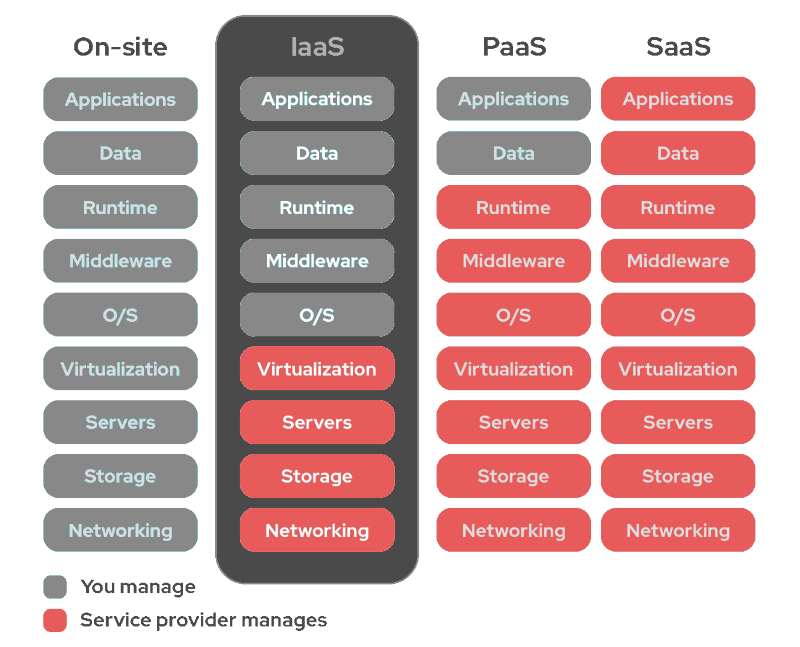 On-site
Applications
Data
Runtime
Middleware
O/S
Virtualization
Servers
Storage
Networking
IaaS
Applications
Data
Runtime
Middleware
O/S
Virtualization
Servers
Storage
Networking
PaaS
Applications
Data
Runtime
Middleware
O/S
Virtualization
Servers
Storage
Networking
SaaS
Applications
Data
Runtime
Middleware
O/S
Virtualization
Servers
Storage
Networking
You manage
Service provider manages